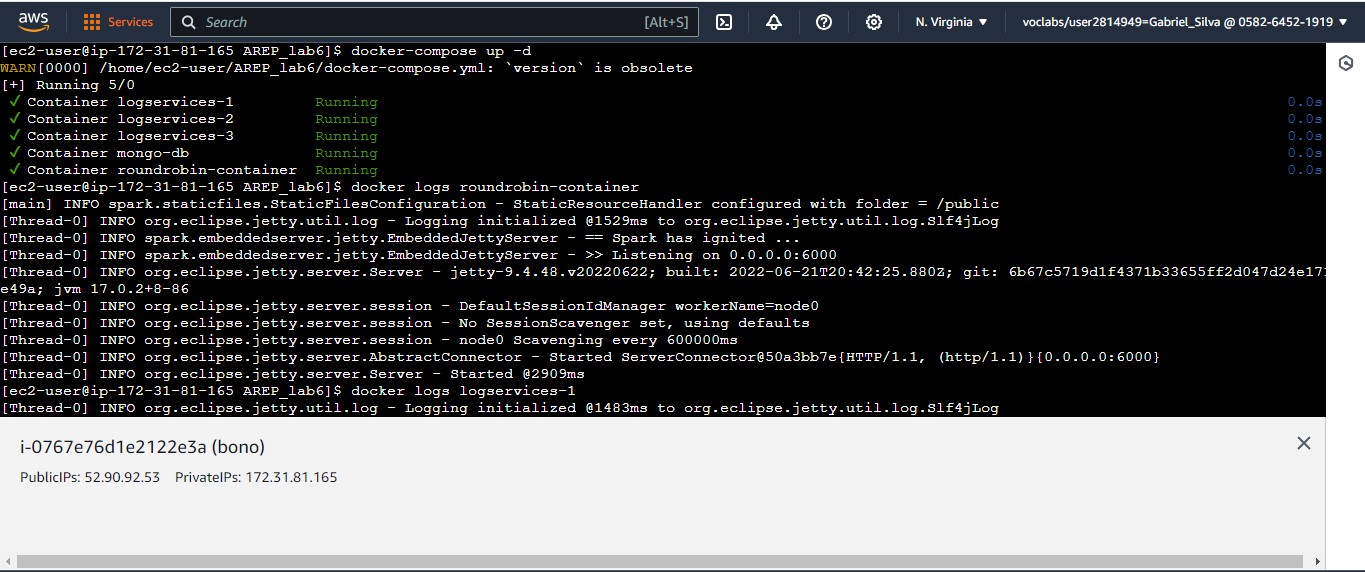 aws Services Search [Alt+S] N. Virginia ▼ voclabs/user2814949=Gabriel_Silva @ 0582-6452-1919 ▼
[ec2-user@ip-172-31-81-165 AREP_lab6]$ docker-compose up -d
WARN[0000] /home/ec2-user/AREP_lab6/docker-compose.yml: `version` is obsolete
[+] Running 5/0
✓ Container logservices-1 Running 0.0s
✓ Container logservices-2 Running 0.0s
✓ Container logservices-3 Running 0.0s
✓ Container mongo-db Running 0.0s
✓ Container roundrobin-container Running 0.0s
[ec2-user@ip-172-31-81-165 AREP_lab6]$ docker logs roundrobin-container
[main] INFO spark.staticfiles.StaticFilesConfiguration - StaticResourceHandler configured with folder = /public
[Thread-0] INFO org.eclipse.jetty.util.log - Logging initialized @1529ms to org.eclipse.jetty.util.log.Slf4jLog
[Thread-0] INFO spark.embeddedserver.jetty.EmbeddedJettyServer - == Spark has ignited ...
[Thread-0] INFO spark.embeddedserver.jetty.EmbeddedJettyServer - >> Listening on 0.0.0.0:6000
[Thread-0] INFO org.eclipse.jetty.server.Server - jetty-9.4.48.v20220622; built: 2022-06-21T20:42:25.880Z; git: 6b67c5719d1f4371b33655ff2d047d24e171
e49a; jvm 17.0.2+8-86
[Thread-0] INFO org.eclipse.jetty.server.session - DefaultSessionIdManager workerName=node0
[Thread-0] INFO org.eclipse.jetty.server.session - No SessionScavenger set, using defaults
[Thread-0] INFO org.eclipse.jetty.server.session - node0 Scavenging every 600000ms
[Thread-0] INFO org.eclipse.jetty.server.AbstractConnector - Started ServerConnector@50a3bb7e{HTTP/1.1, (http/1.1)}{0.0.0.0:6000}
[Thread-0] INFO org.eclipse.jetty.server.Server - Started @2909ms
[ec2-user@ip-172-31-81-165 AREP_lab6]$ docker logs logservices-1
[Thread-0] INFO org.eclipse.jetty.util.log - Logging initialized @1483ms to org.eclipse.jetty.util.log.Slf4jLog
i-0767e76d1e2122e3a (bono)
PublicIPs: 52.90.92.53 PrivateIPs: 172.31.81.165